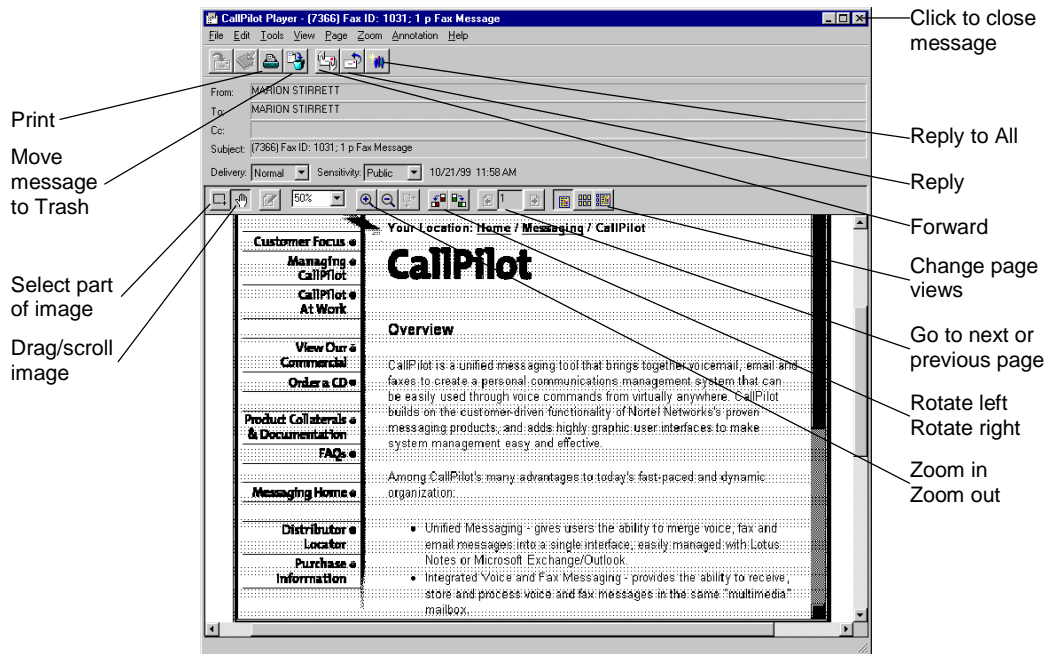 CallPilot Player - (7366) Fax ID: 1031; 1 p Fax Message
File Edit Tools View Page Zoom Annotation Help
From: MARION STIRRETT
To: MARION STIRRETT
Cc:
Subject: (7366) Fax ID: 1031; 1 p Fax Message
Delivery: Normal Sensitivity: Public 10/21/99 11:58 AM
50% 1
Customer Focus
Managing
CallPilot
CallPilot
At Work
View Our
Commercial
Order a CD
Product Collaterals
& Documentation
FAQs
Messaging Home
Distributor
Locator
Purchase
Information
Your Location: Home / Messaging / CallPilot
CallPilot
Overview
CallPilot is a unified messaging tool that brings together voicemail, email and
faxes to create a personal communications management system that can
be easily used through voice commands from virtually anywhere. CallPilot
builds on the customer-driven functionality of Nortel Networks's proven
messaging products, and adds highly graphic user interfaces to make
system management easy and effective.
Among CallPilot's many advantages to today's fast-paced and dynamic
organization:
• Unified Messaging - gives users the ability to merge voice, fax and
email messages into a single interface, easily managed with Lotus
Notes or Microsoft Exchange/Outlook.
• Integrated Voice and Fax Messaging - provides the ability to receive,
store and process voice and fax messages in the same "multimedia"
mailbox.
Print
Move
message
to Trash
Select part
of image
Drag/scroll
image
Click to close
message
Reply to All
Reply
Forward
Change page
views
Go to next or
previous page
Rotate left
Rotate right
Zoom in
Zoom out